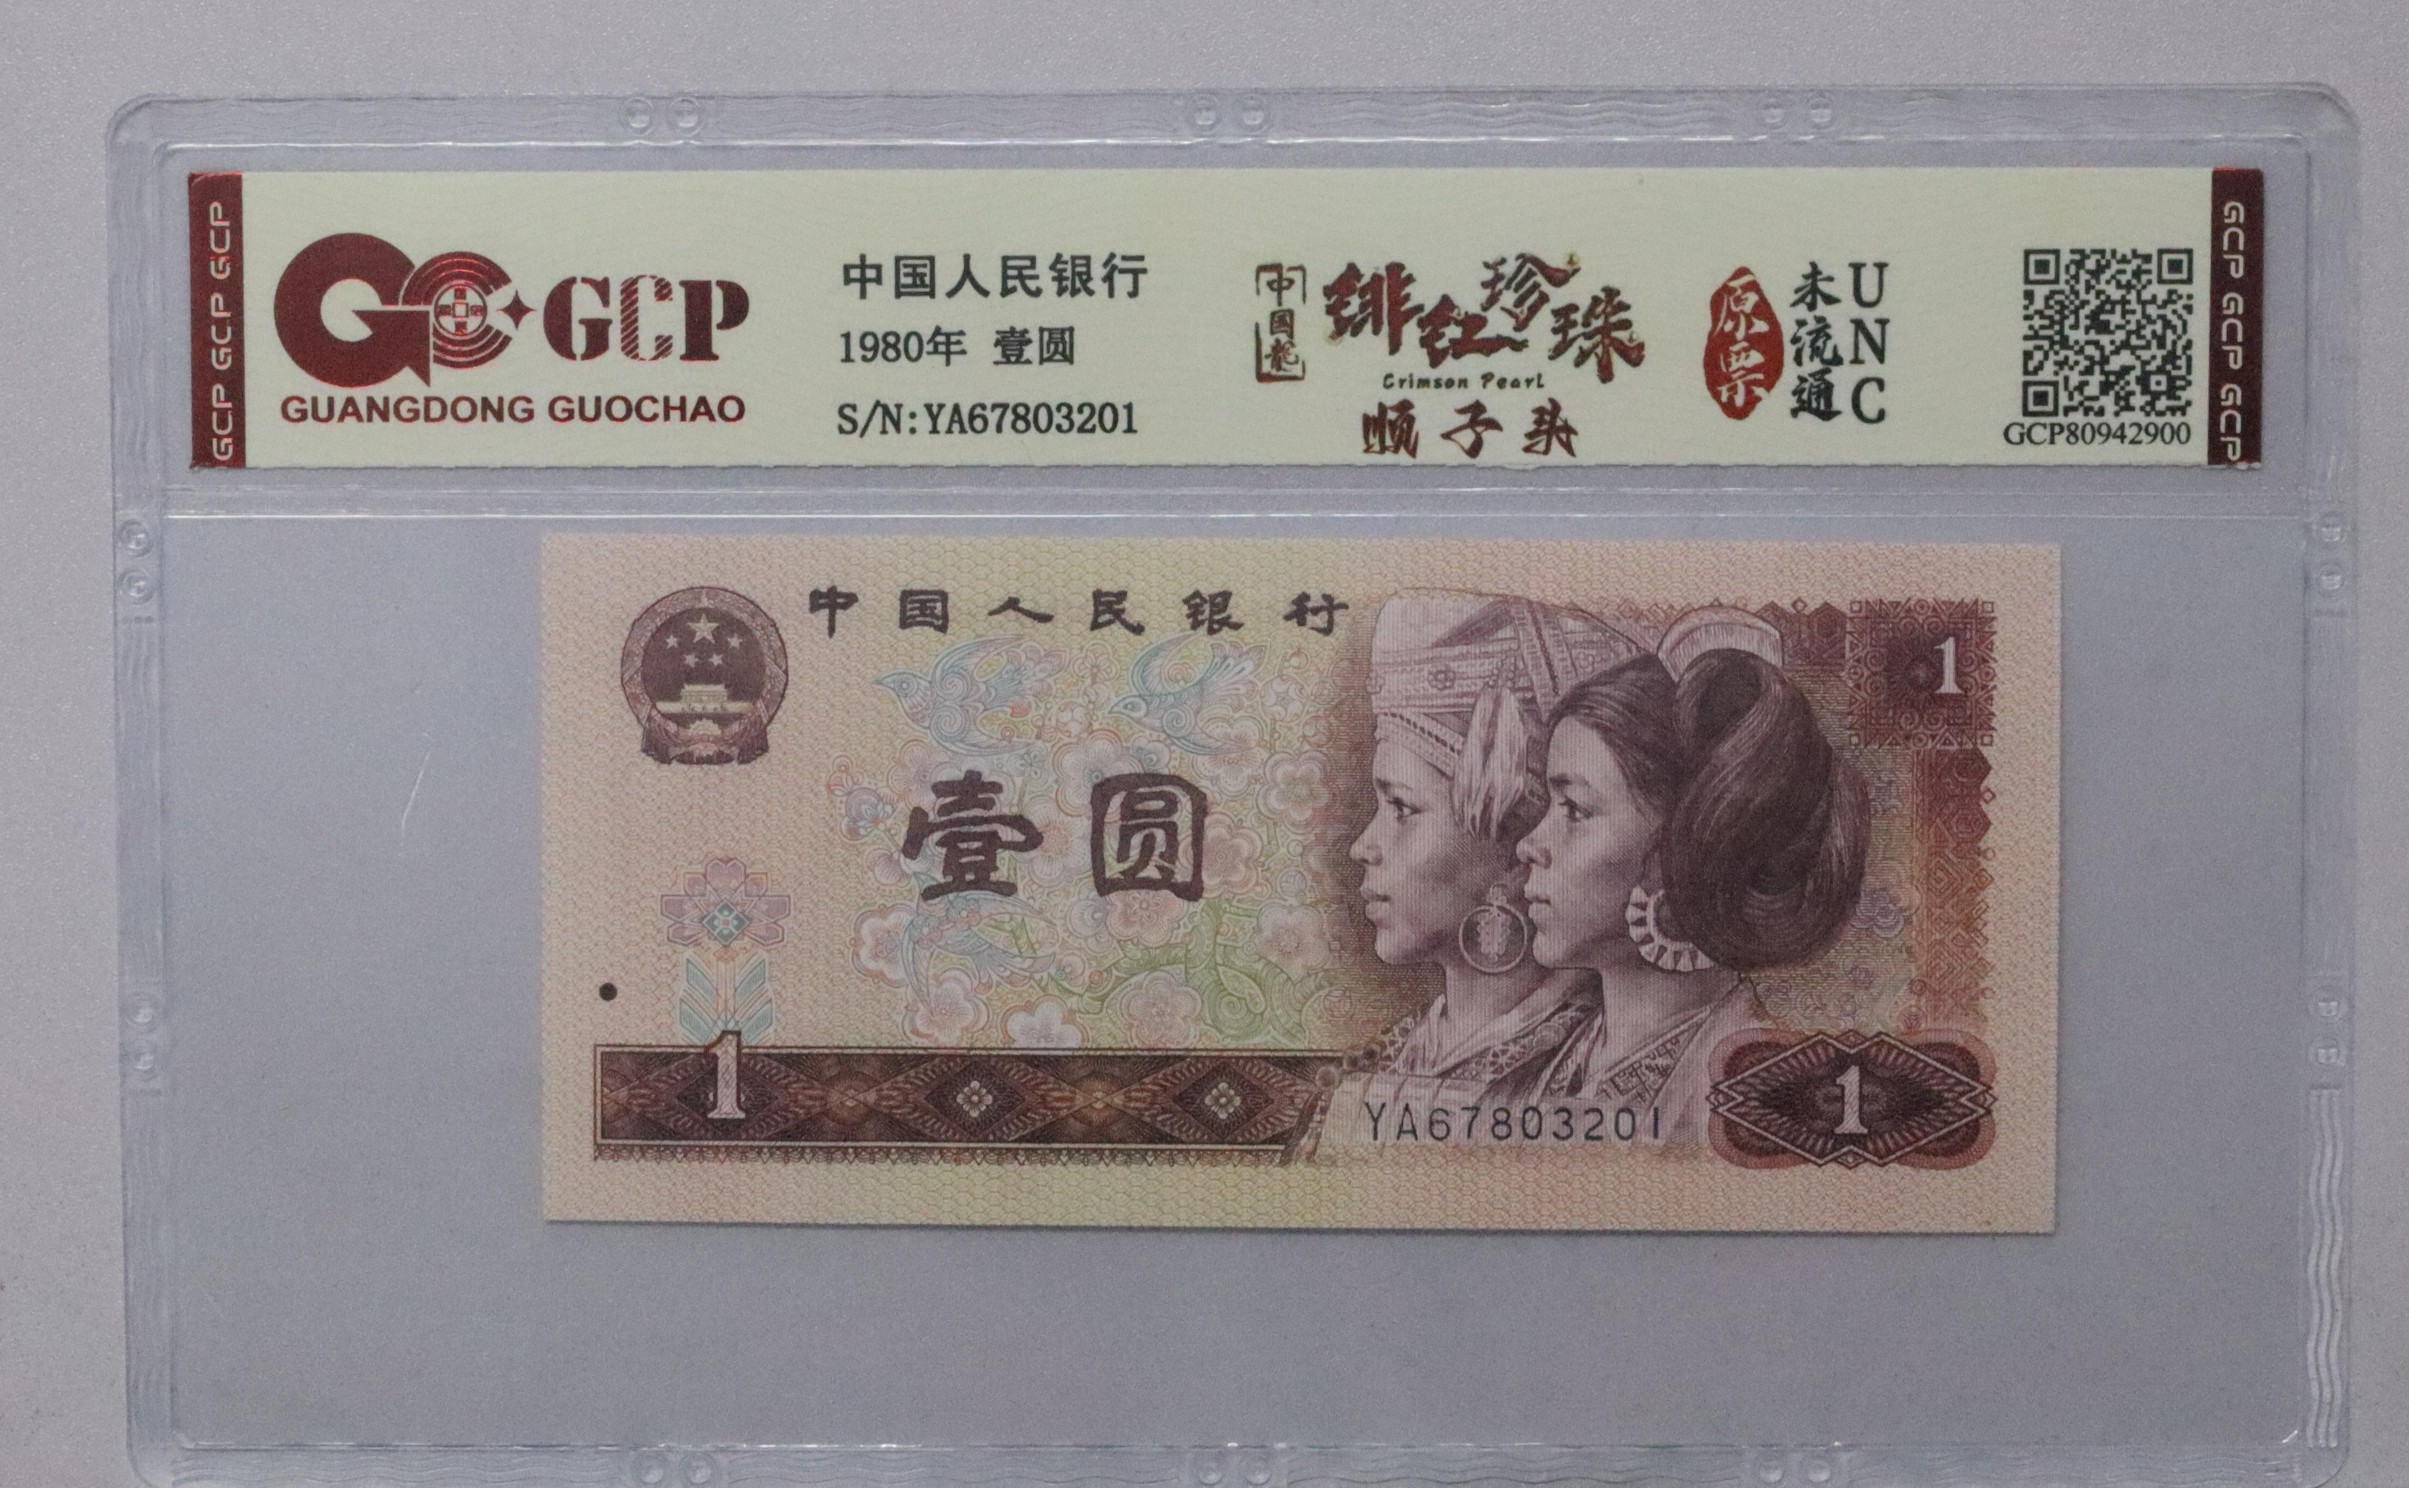 GCP GCP GCP
GCP
GUANGDONG GUOCHAO
中国人民银行
1980年 壹圆
S/N:YA67803201
中国龍
绯红珍珠
Crimson Pearl
顺子头
原票
未流通
UNC
GCP80942900
GCP GCP GCP
中国人民银行
1
壹圆
1
YA67803201
1